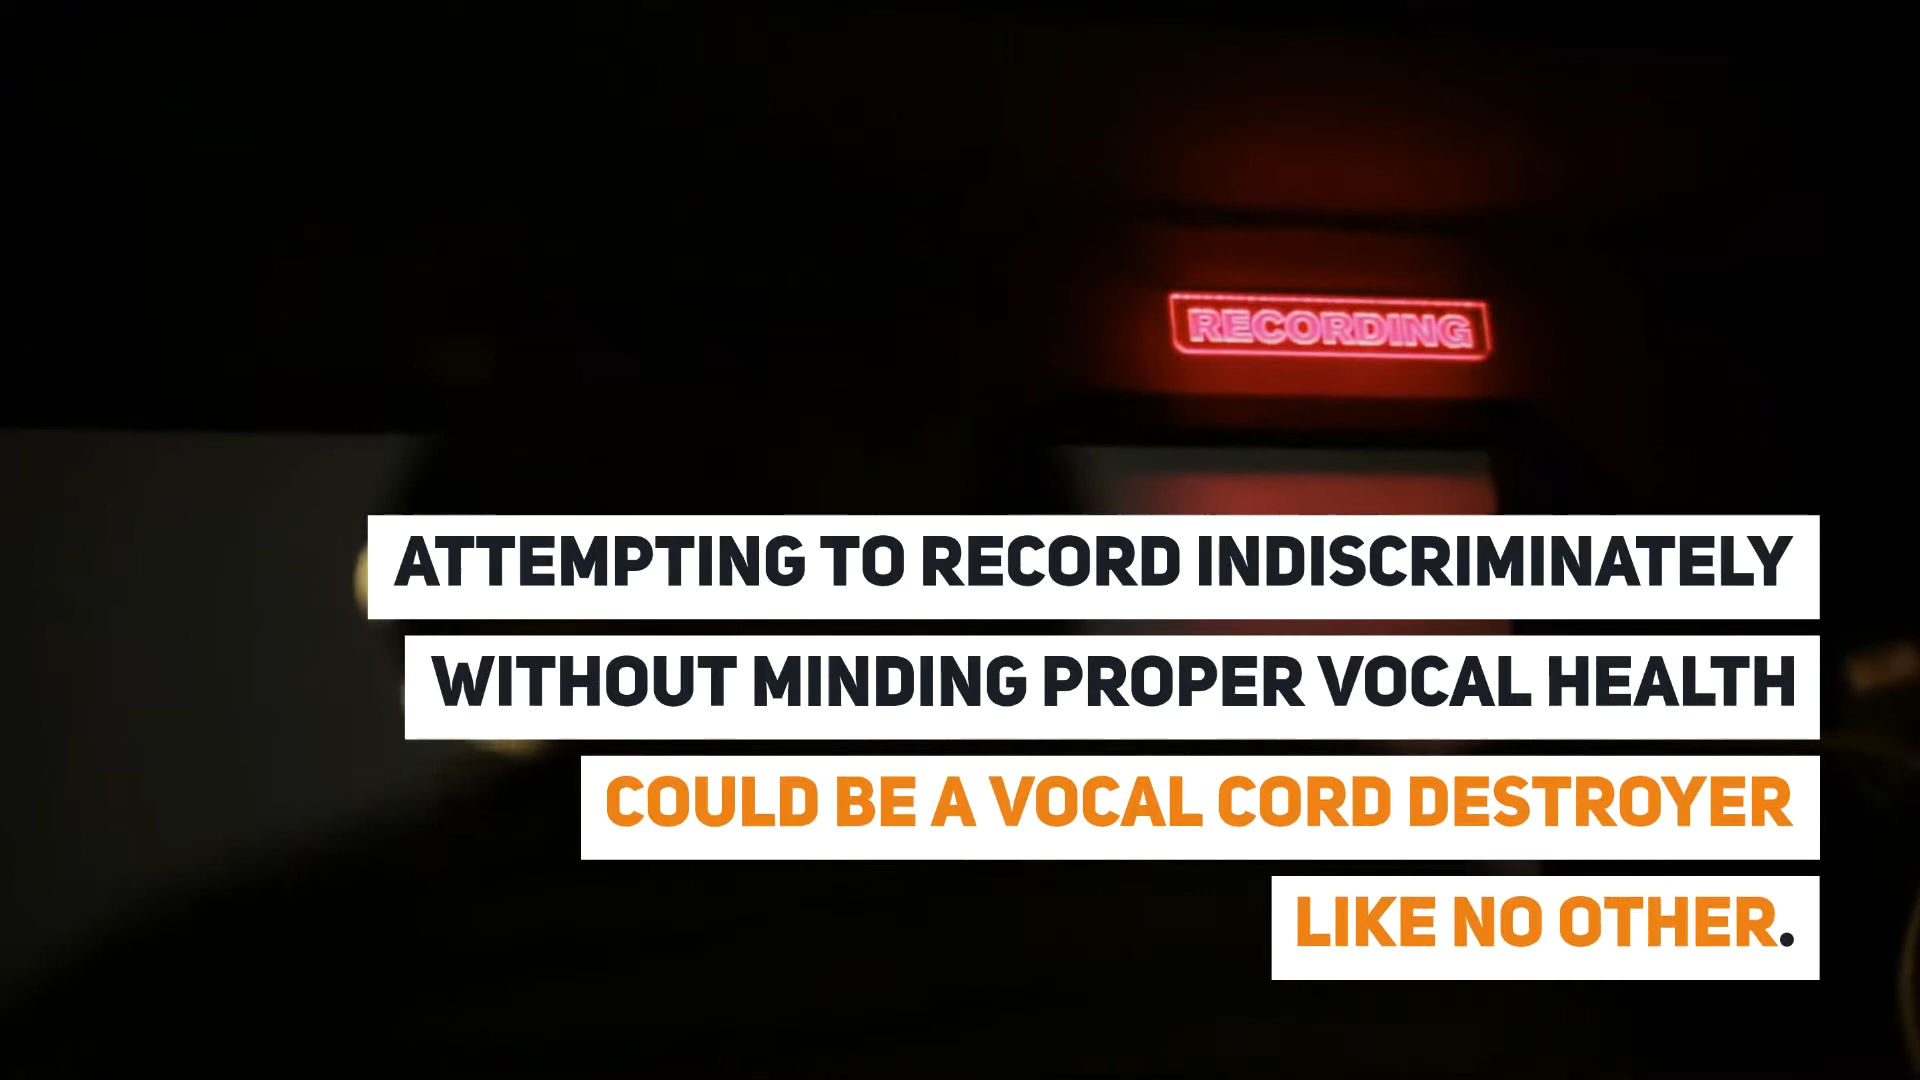 RECORDING
ATTEMPTING TO RECORD INDISCRIMINATELY
WITHOUT MINDING PROPER VOCAL HEALTH
COULD BE A VOCAL CORD DESTROYER
LIKE NO OTHER.